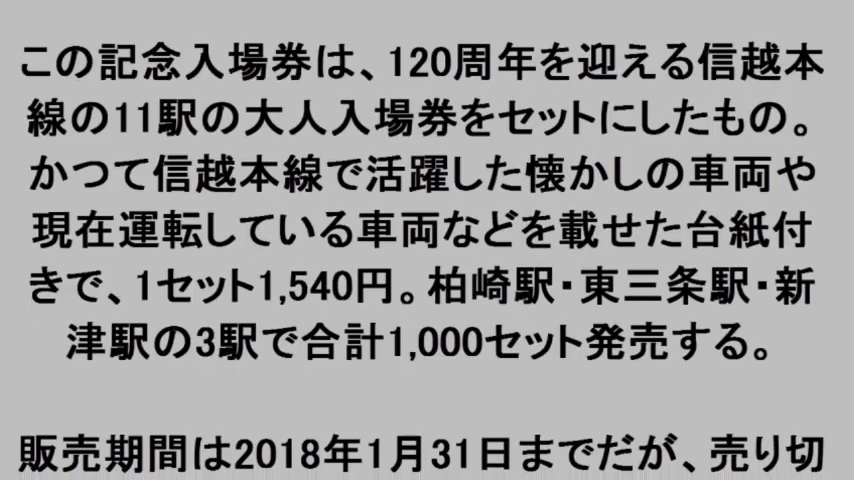 この記念入場券は、120周年を迎える信越本
線の11駅の大人入場券をセットにしたもの。
かつて信越本線で活躍した懐かしの車両や
現在運転している車両などを載せた台紙付
きで、1セット1,540円。柏崎駅・東三条駅・新
津駅の3駅で合計1,000セット発売する。
販売期間は2018年1月31日までだが、売り切